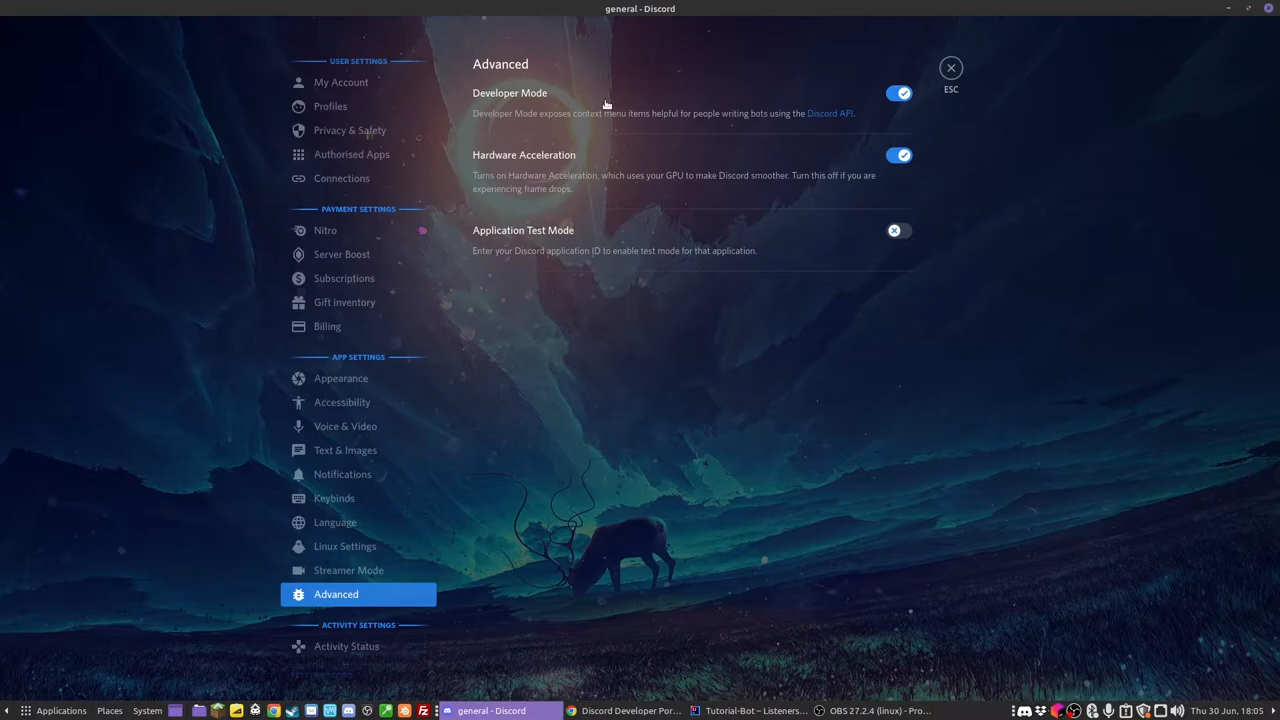 general - Discord
USER SETTINGS
My Account
Profiles
Privacy & Safety
Authorised Apps
Connections
PAYMENT SETTINGS
Nitro
Server Boost
Subscriptions
Gift inventory
Billing
APP SETTINGS
Appearance
Accessibility
Voice & Video
Text & Images
Notifications
Keybinds
Language
Linux Settings
Streamer Mode
Advanced
ACTIVITY SETTINGS
Activity Status
Advanced
Developer Mode
Developer Mode exposes context menu items helpful for people writing bots using the Discord API.
Hardware Acceleration
Turns on Hardware Acceleration, which uses your GPU to make Discord smoother. Turn this off if you are
experiencing frame drops.
Application Test Mode
Enter your Discord application ID to enable test mode for that application.
ESC
Applications Places System general - Discord Discord Developer Por... Tutorial-Bot – Listeners... OBS 27.2.4 (linux) - Pro... Thu 30 Jun, 18:05